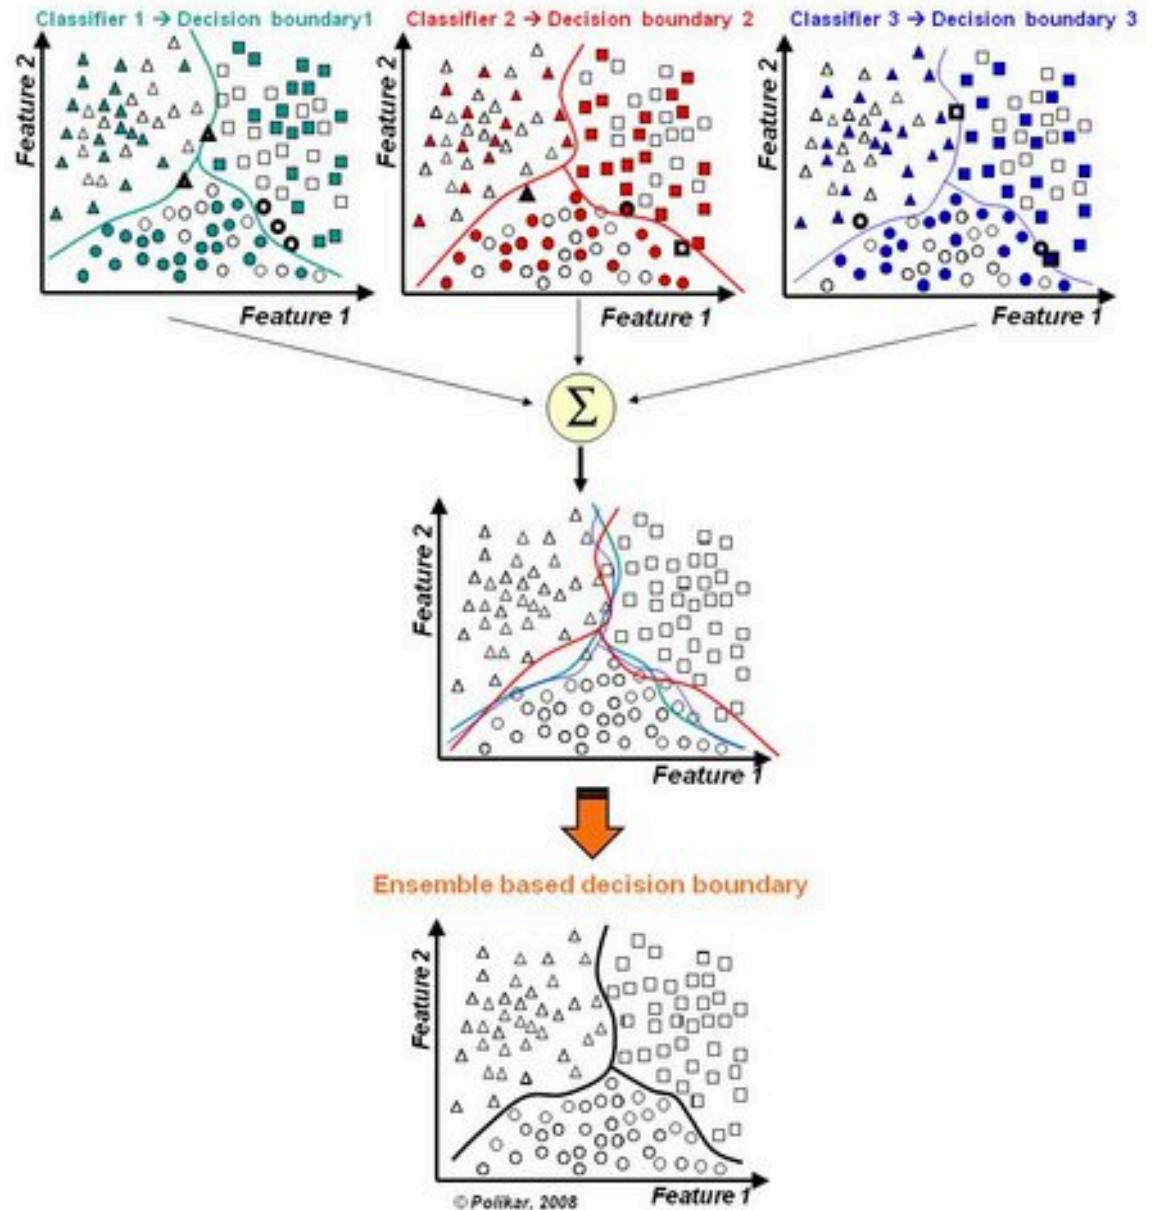 Classifier 1 → Decision boundary1
Classifier 2 → Decision boundary 2
Classifier 3 → Decision boundary 3
Feature 2
Feature 1
Feature 2
Feature 1
Feature 2
Feature 1
Σ
Feature 2
Feature 1
Ensemble based decision boundary
Feature 2
Feature 1
© Polikar, 2008